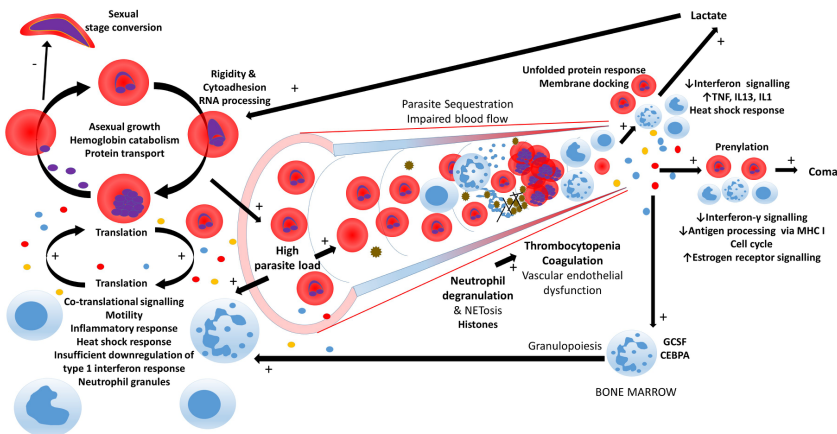 Sexual
stage conversion
-
Asexual growth
Hemoglobin catabolism
Protein transport
Rigidity &
Cytoadhesion
RNA processing
+
Lactate
+
Parasite Sequestration
Impaired blood flow
Unfolded protein response
Membrane docking
↓Interferon signalling
↑TNF, IL13, IL1
Heat shock response
+
+
Prenylation
+
Coma
↓Interferon-γ signalling
↓Antigen processing via MHC I
Cell cycle
↑Estrogen receptor signalling
+
+
High
parasite load
+
Translation
+
+
Translation
Co-translational signalling
Motility
Inflammatory response
Heat shock response
Insufficient downregulation of
type 1 interferon response
Neutrophil granules
+
Neutrophil
degranulation
& NETosis
Histones
+
Thrombocytopenia
Coagulation
Vascular endothelial
dysfunction
+
Granulopoiesis
+
GCSF
CEBPA
BONE MARROW